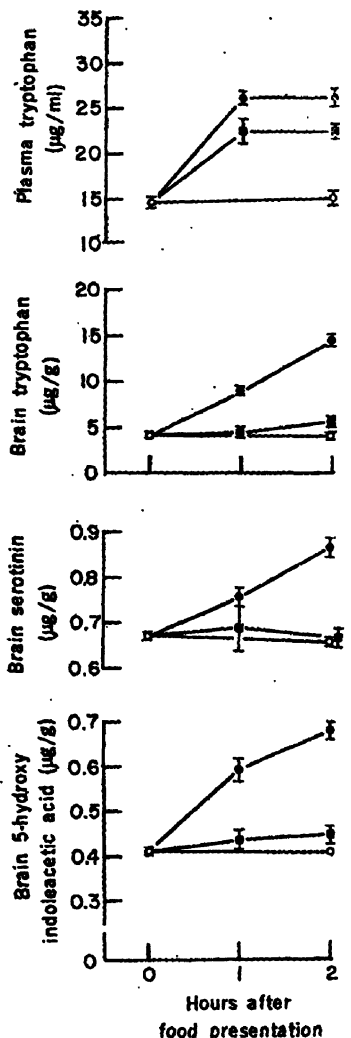 Plasma tryptophan
(µg/ml)
35
30
25
20
15
10
Brain tryptophan
(µg/g)
20
15
10
5
0
Brain serotinin
(µg/g)
0.9
0.8
0.7
0.6
Brain 5-hydroxy
indoleacetic acid (µg/g)
0.7
0.6
0.5
0.4
0.3
0
0 1 2
Hours after
food presentation